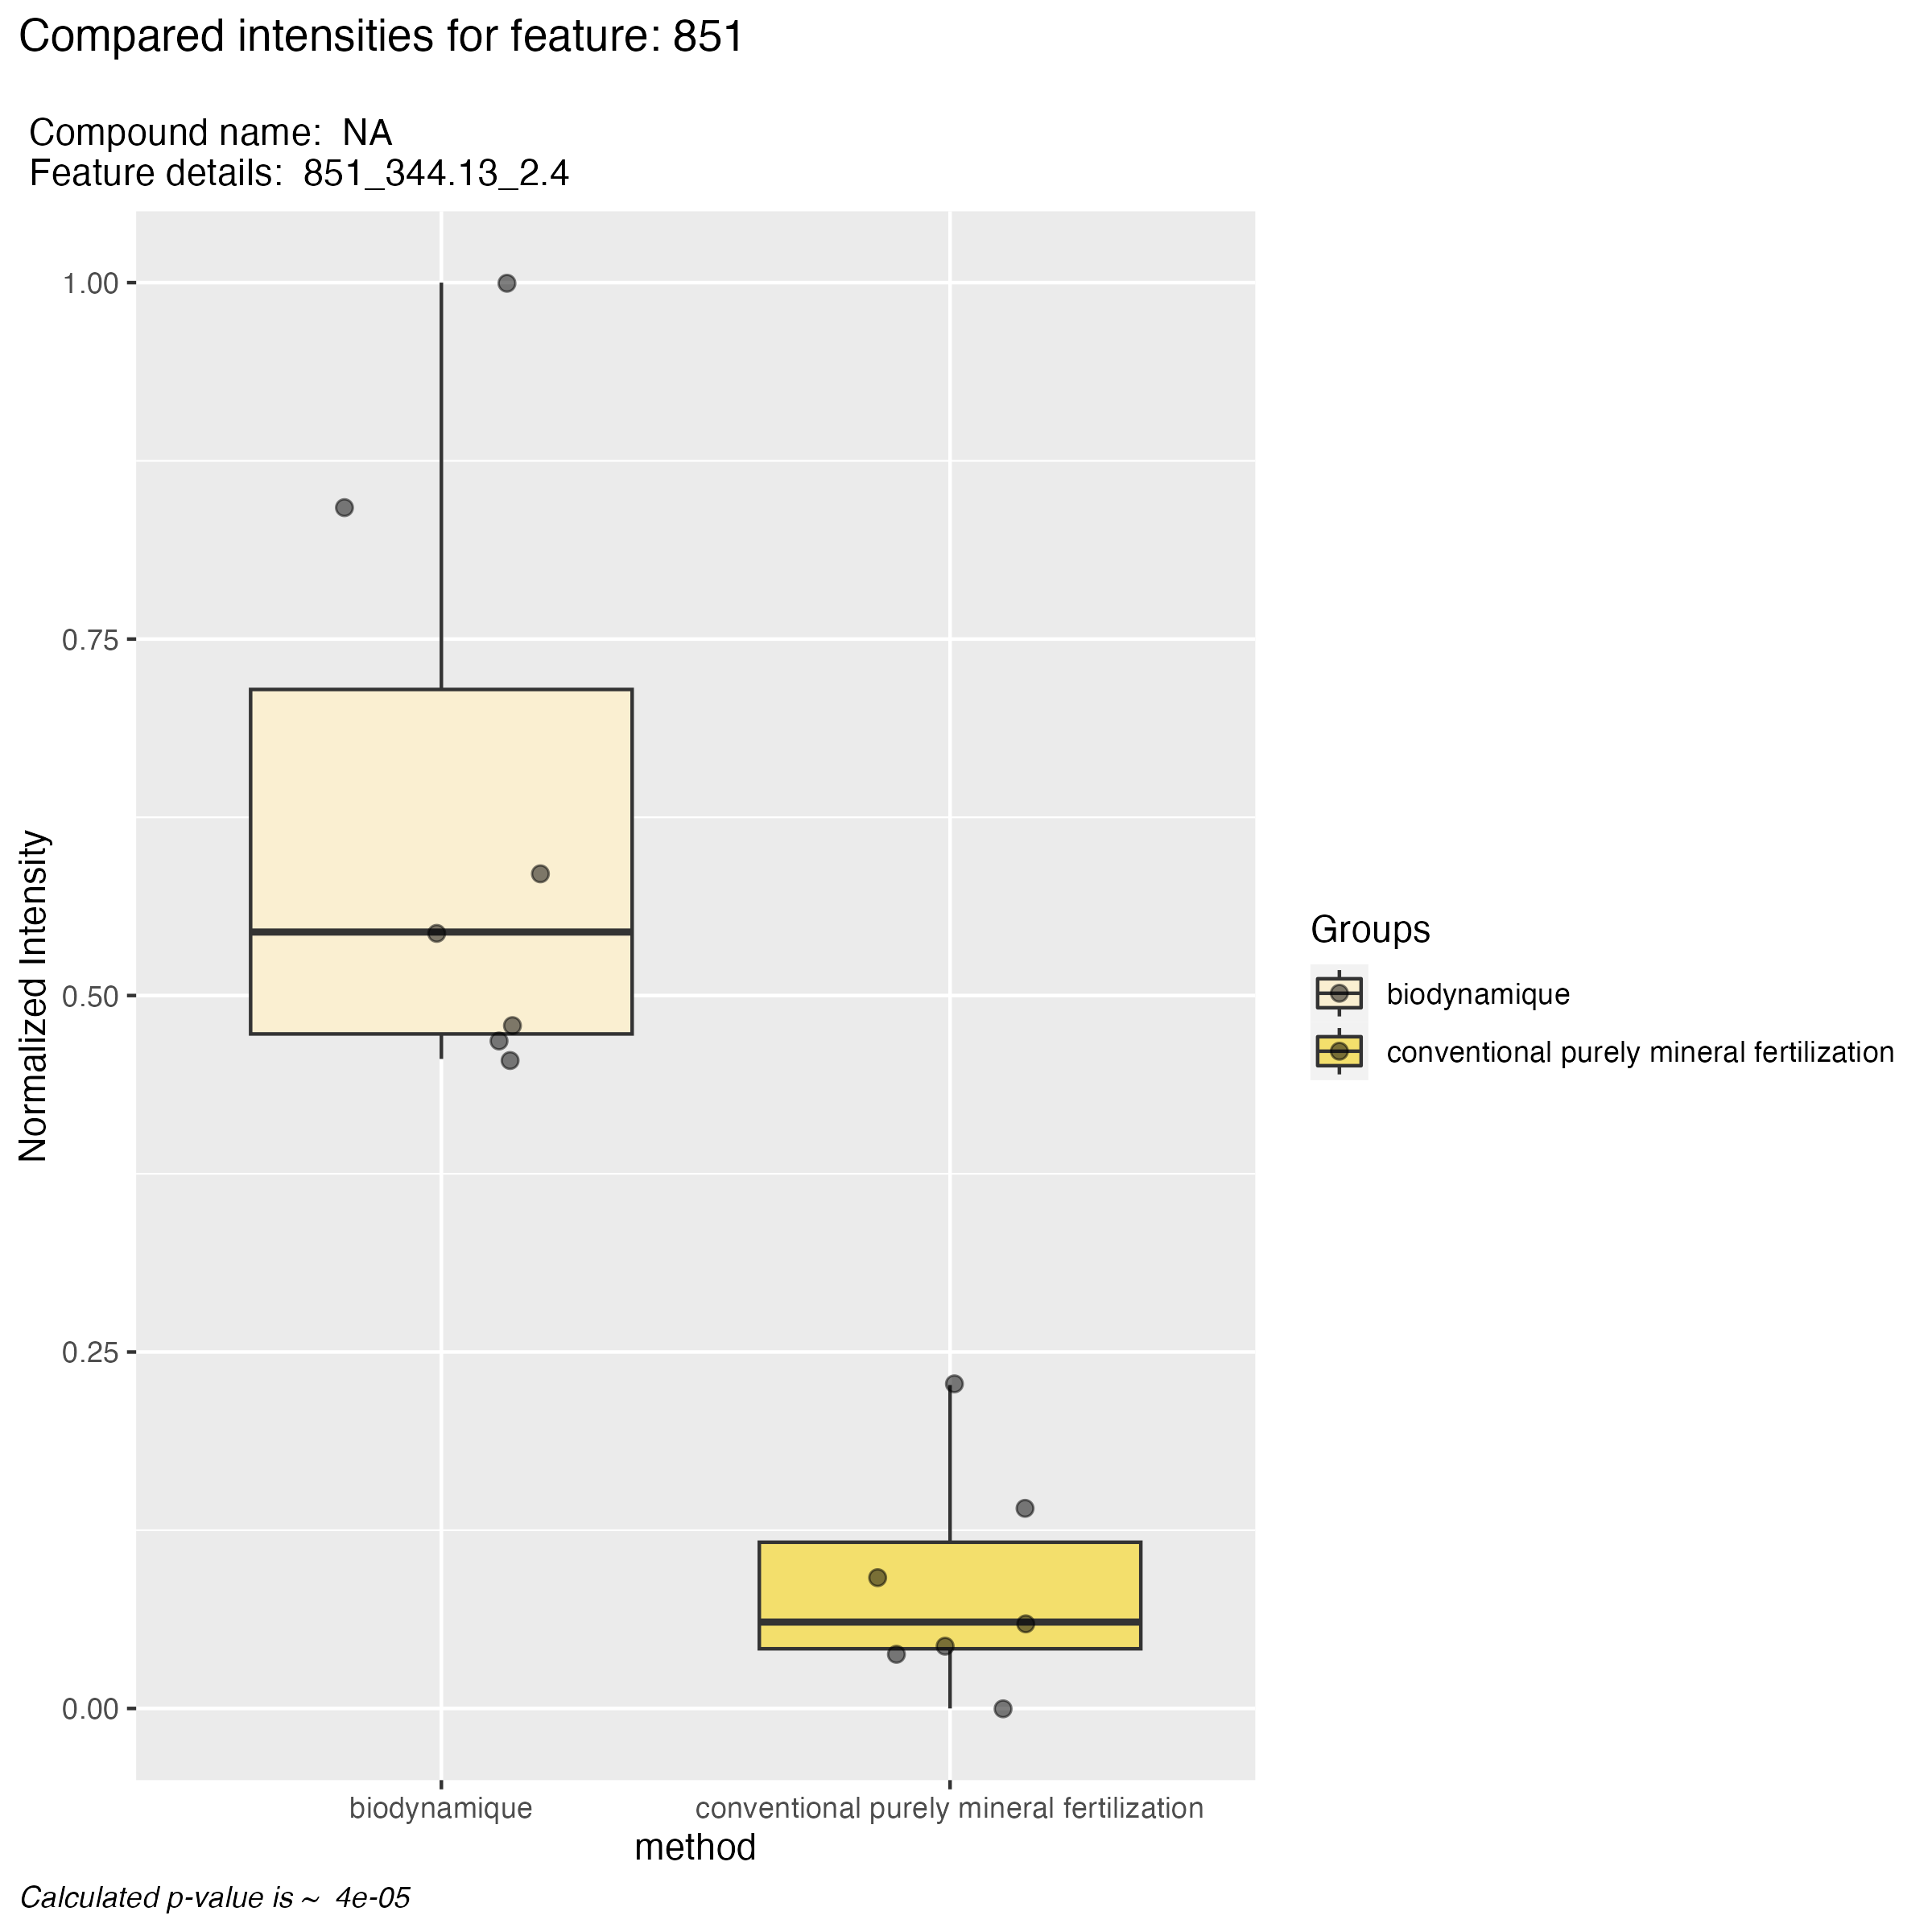 Compared intensities for feature: 851
Compound name: NA
Feature details: 851_344.13_2.4
Normalized Intensity
1.00
0.75
0.50
0.25
0.00
biodynamique
conventional purely mineral fertilization
method
Groups
biodynamique
conventional purely mineral fertilization
Calculated p-value is ~ 4e-05